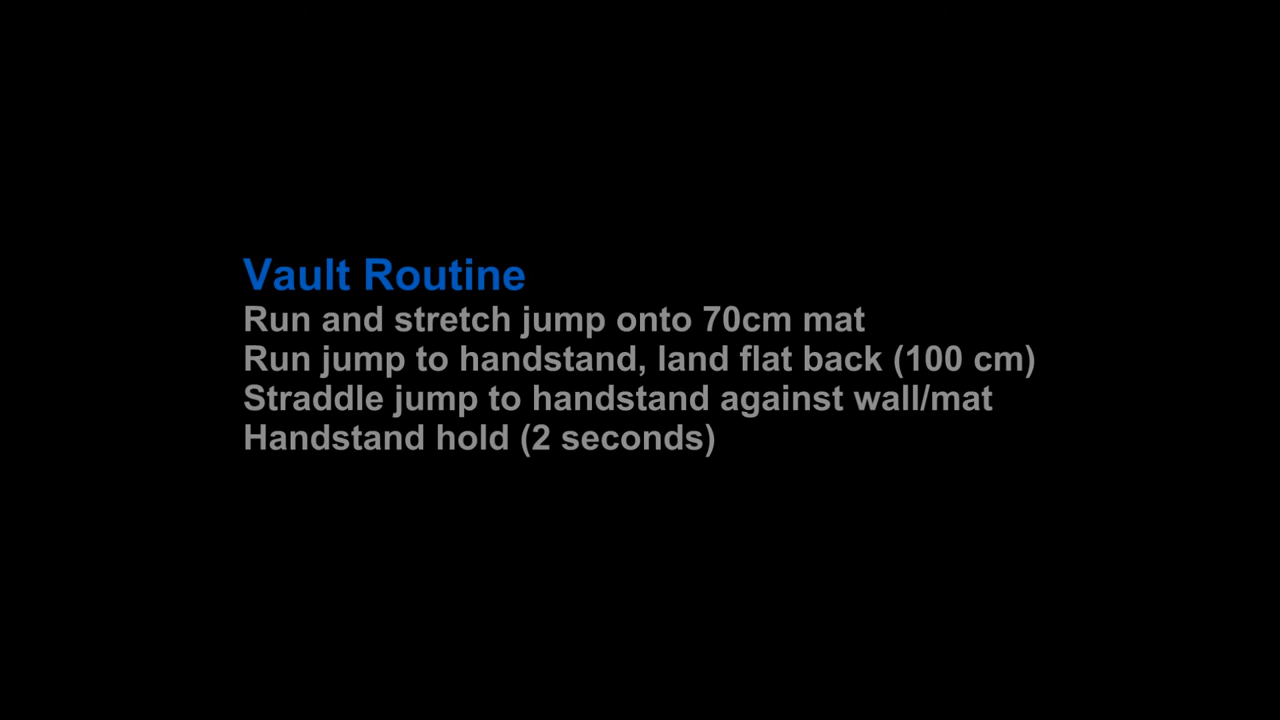 Vault Routine
Run and stretch jump onto 70cm mat
Run jump to handstand, land flat back (100 cm)
Straddle jump to handstand against wall/mat
Handstand hold (2 seconds)